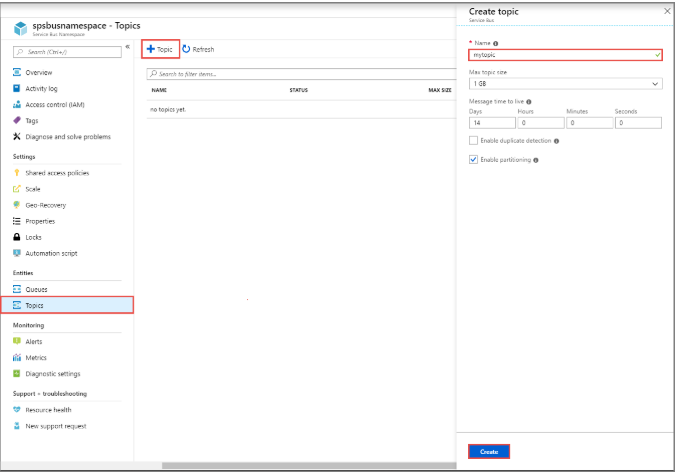 spsbusnamespace - Topics
Service Bus Namespace
Search (Ctrl+/)
«
Overview
Activity log
Access control (IAM)
Tags
Diagnose and solve problems
Settings
Shared access policies
Scale
Geo-Recovery
Properties
Locks
Automation script
Entities
Queues
Topics
Monitoring
Alerts
Metrics
Diagnostic settings
Support + troubleshooting
Resource health
New support request
+ Topic Refresh
Search to filter items...
NAME STATUS MAX SIZE
no topics yet.
Create topic
Service Bus
* Name
mytopic
Max topic size
1 GB
Message time to live
Days Hours Minutes Seconds
14 0 0 0
Enable duplicate detection
Enable partitioning
Create